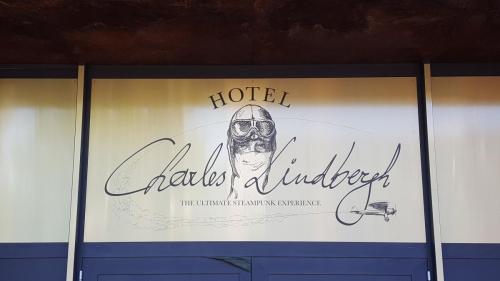 HOTEL
Charles Lindbergh
THE ULTIMATE STEAMPUNK EXPERIENCE